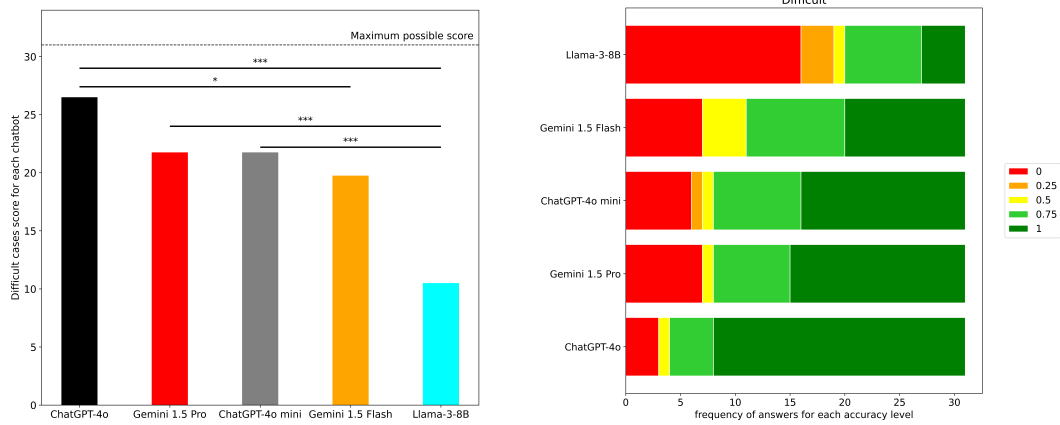 Maximum possible score
***
*
***
***
Difficult cases score for each chatbot
30
25
20
15
10
5
0
ChatGPT-4o
Gemini 1.5 Pro
ChatGPT-4o mini
Gemini 1.5 Flash
Llama-3-8B
Difficult
Llama-3-8B
Gemini 1.5 Flash
ChatGPT-4o mini
Gemini 1.5 Pro
ChatGPT-4o
0 5 10 15 20 25 30
frequency of answers for each accuracy level
0
0.25
0.5
0.75
1